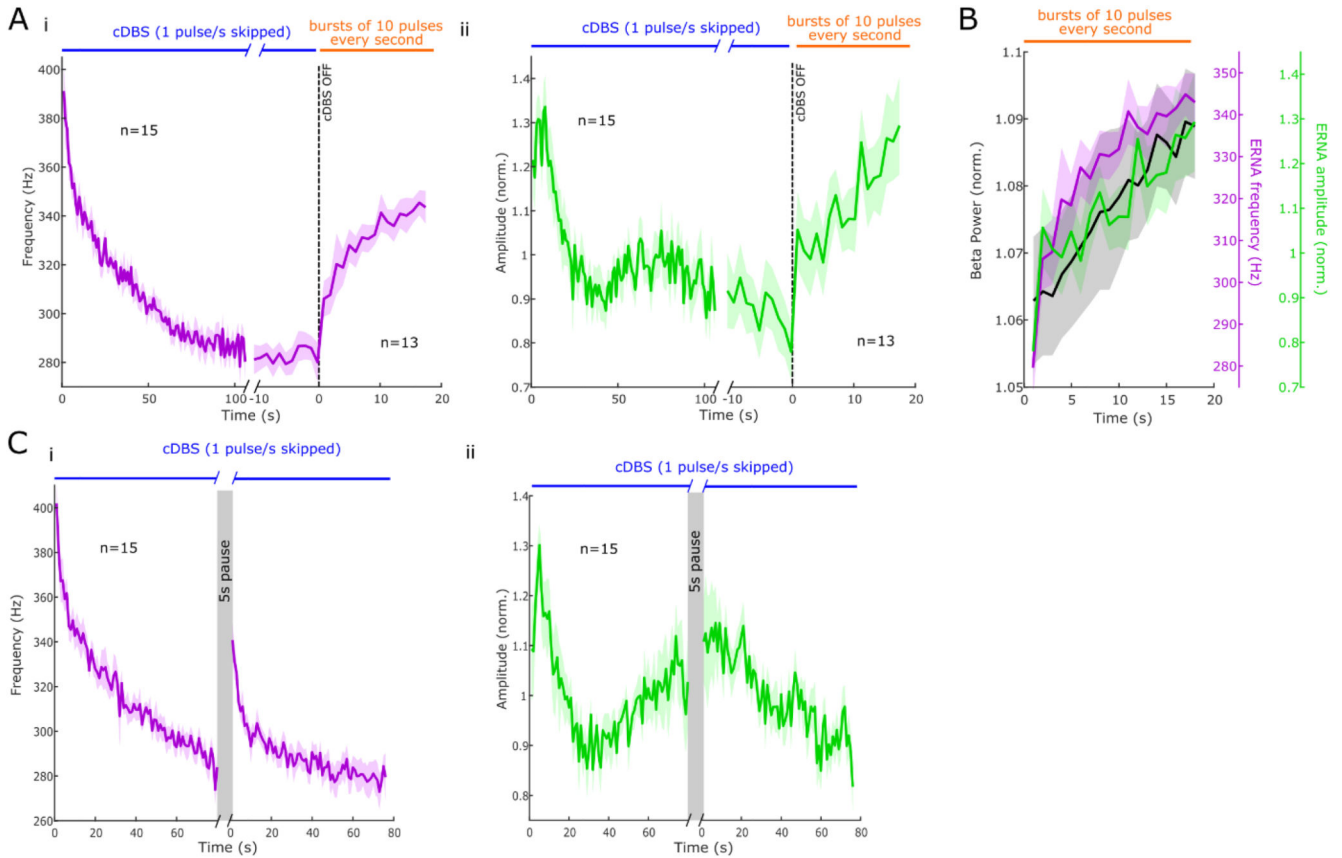 A
i
cDBS (1 pulse/s skipped)
bursts of 10 pulses
every second
400
380
360
340
320
300
280
Frequency (Hz)
n=15
n=13
cDBS OFF
0
50
100
-10
0
10
20
Time (s)
ii
cDBS (1 pulse/s skipped)
bursts of 10 pulses
every second
1.4
1.3
1.2
1.1
1
0.9
0.8
0.7
Amplitude (norm.)
n=15
n=13
cDBS OFF
0
50
100
-10
0
10
20
Time (s)
B
bursts of 10 pulses
every second
1.1
1.09
1.08
1.07
1.06
1.05
Beta Power (norm.)
0
5
10
15
20
Time (s)
350
340
330
320
310
300
290
280
ERNA frequency
(Hz)
1.4
1.3
1.2
1.1
1
0.9
0.8
0.7
ERNA amplitude
(norm.)
C
i
cDBS (1 pulse/s skipped)
400
380
360
340
320
300
280
260
Frequency (Hz)
n=15
5s pause
0
20
40
60
0
20
40
60
80
Time (s)
ii
cDBS (1 pulse/s skipped)
1.4
1.3
1.2
1.1
1
0.9
0.8
Amplitude (norm.)
n=15
5s pause
0
20
40
60
0
20
40
60
80
Time (s)